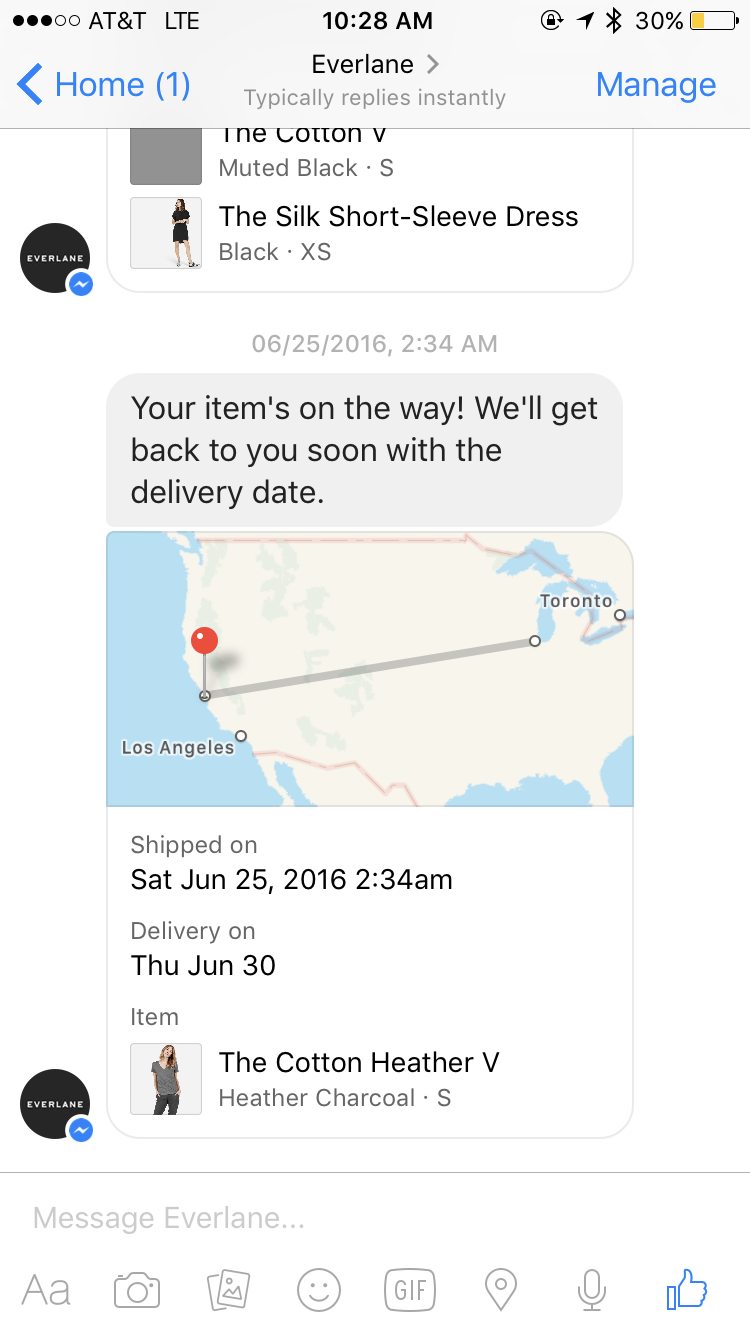 AT&T LTE 10:28 AM 30%
Home (1) Everlane Manage
Typically replies instantly
The Cotton V
Muted Black · S
The Silk Short-Sleeve Dress
Black · XS
EVERLANE
06/25/2016, 2:34 AM
Your item's on the way! We'll get
back to you soon with the
delivery date.
Toronto
Los Angeles
Shipped on
Sat Jun 25, 2016 2:34am
Delivery on
Thu Jun 30
Item
The Cotton Heather V
Heather Charcoal · S
EVERLANE
Message Everlane...
Aa
GIF